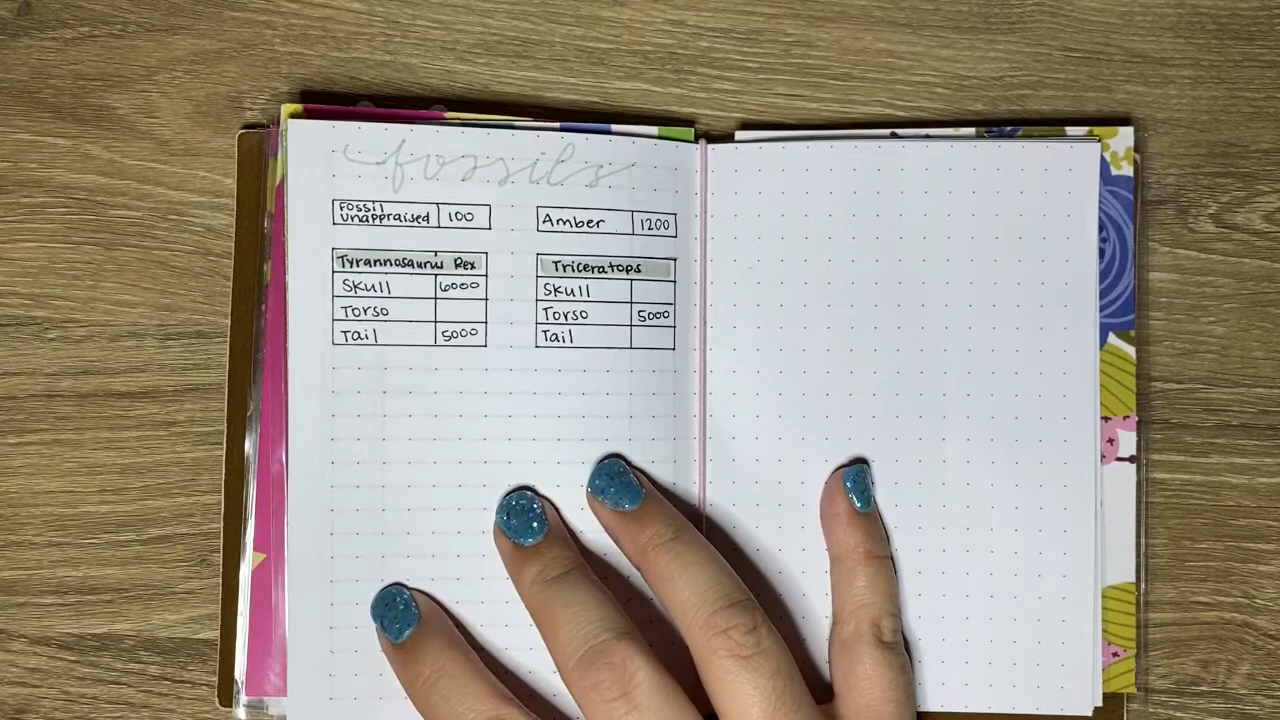 fossils
Fossil
unappraised 100
Amber 1200
Tyrannosaurus Rex
Skull 6000
Torso
Tail 5000
Triceratops
Skull
Torso 5000
Tail